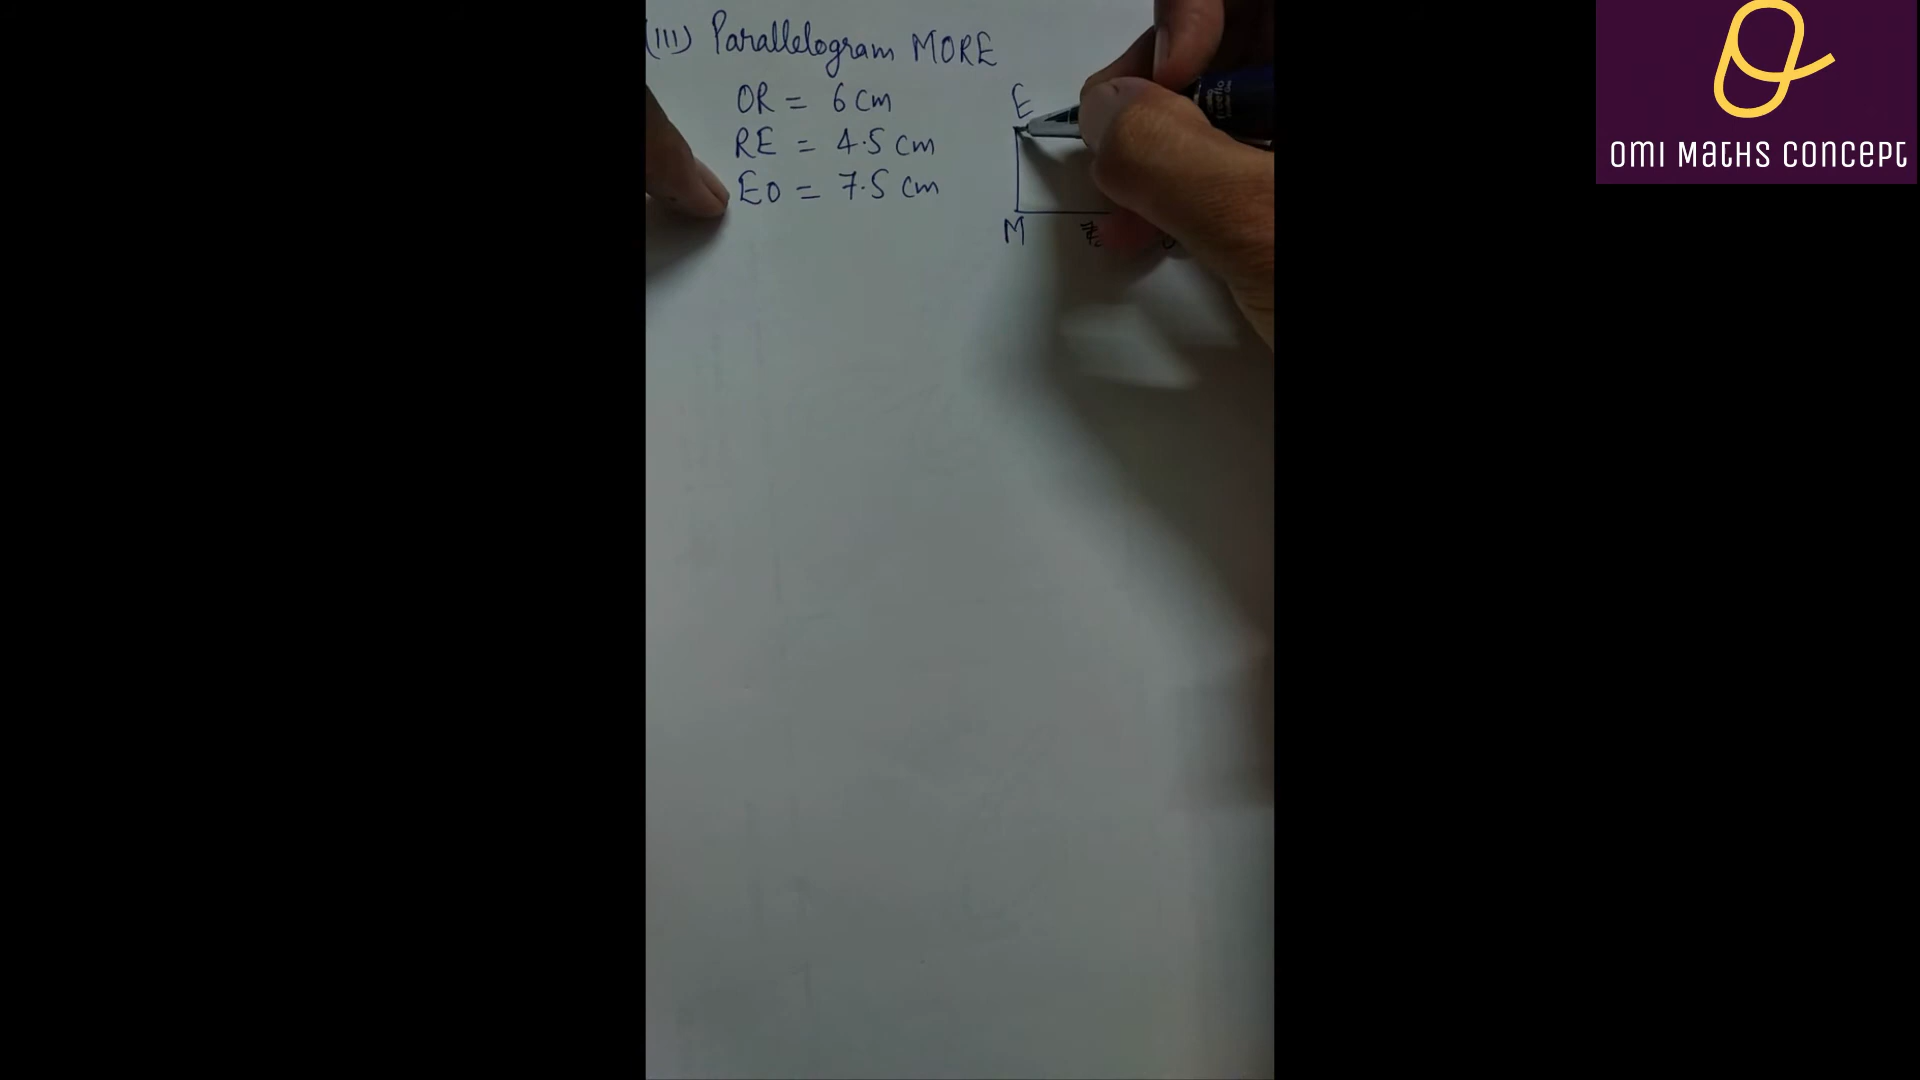 (III) Parallelogram MORE
OR = 6 cm
RE = 4.5 cm
EO = 7.5 cm
E
M
OMI MATHS CONCEPT